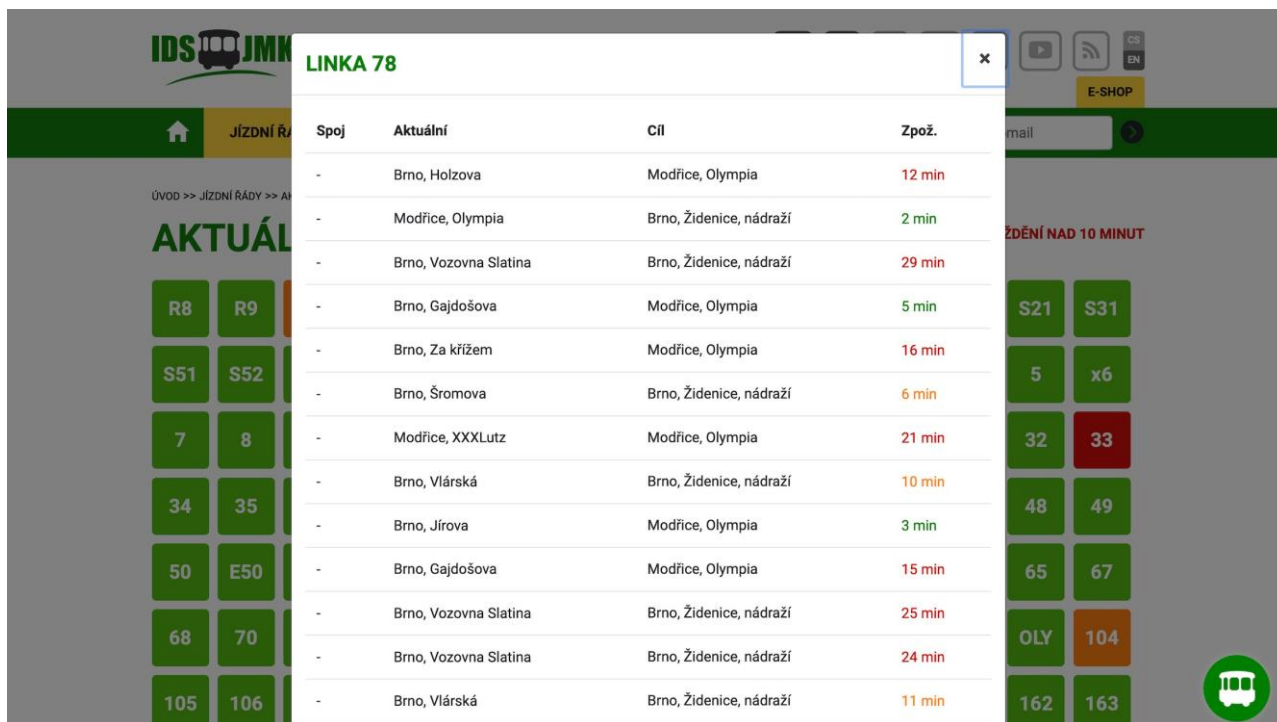 IDS JMK
CS
EN
E-SHOP
JÍZDNÍ ŘÁ
mail
ÚVOD >> JÍZDNÍ ŘÁDY >> AK
AKTUÁL
ŽDĚNÍ NAD 10 MINUT
LINKA 78
×
Spoj Aktuální Cíl Zpož.
- Brno, Holzova Modřice, Olympia 12 min
- Modřice, Olympia Brno, Židenice, nádraží 2 min
- Brno, Vozovna Slatina Brno, Židenice, nádraží 29 min
- Brno, Gajdošova Modřice, Olympia 5 min
- Brno, Za křížem Modřice, Olympia 16 min
- Brno, Šromova Brno, Židenice, nádraží 6 min
- Modřice, XXXLutz Modřice, Olympia 21 min
- Brno, Vlárská Brno, Židenice, nádraží 10 min
- Brno, Jírova Modřice, Olympia 3 min
- Brno, Gajdošova Modřice, Olympia 15 min
- Brno, Vozovna Slatina Brno, Židenice, nádraží 25 min
- Brno, Vozovna Slatina Brno, Židenice, nádraží 24 min
- Brno, Vlárská Brno, Židenice, nádraží 11 min
R8 R9 S21 S31
S51 S52 5 x6
7 8 32 33
34 35 48 49
50 E50 65 67
68 70 OLY 104
105 106 162 163